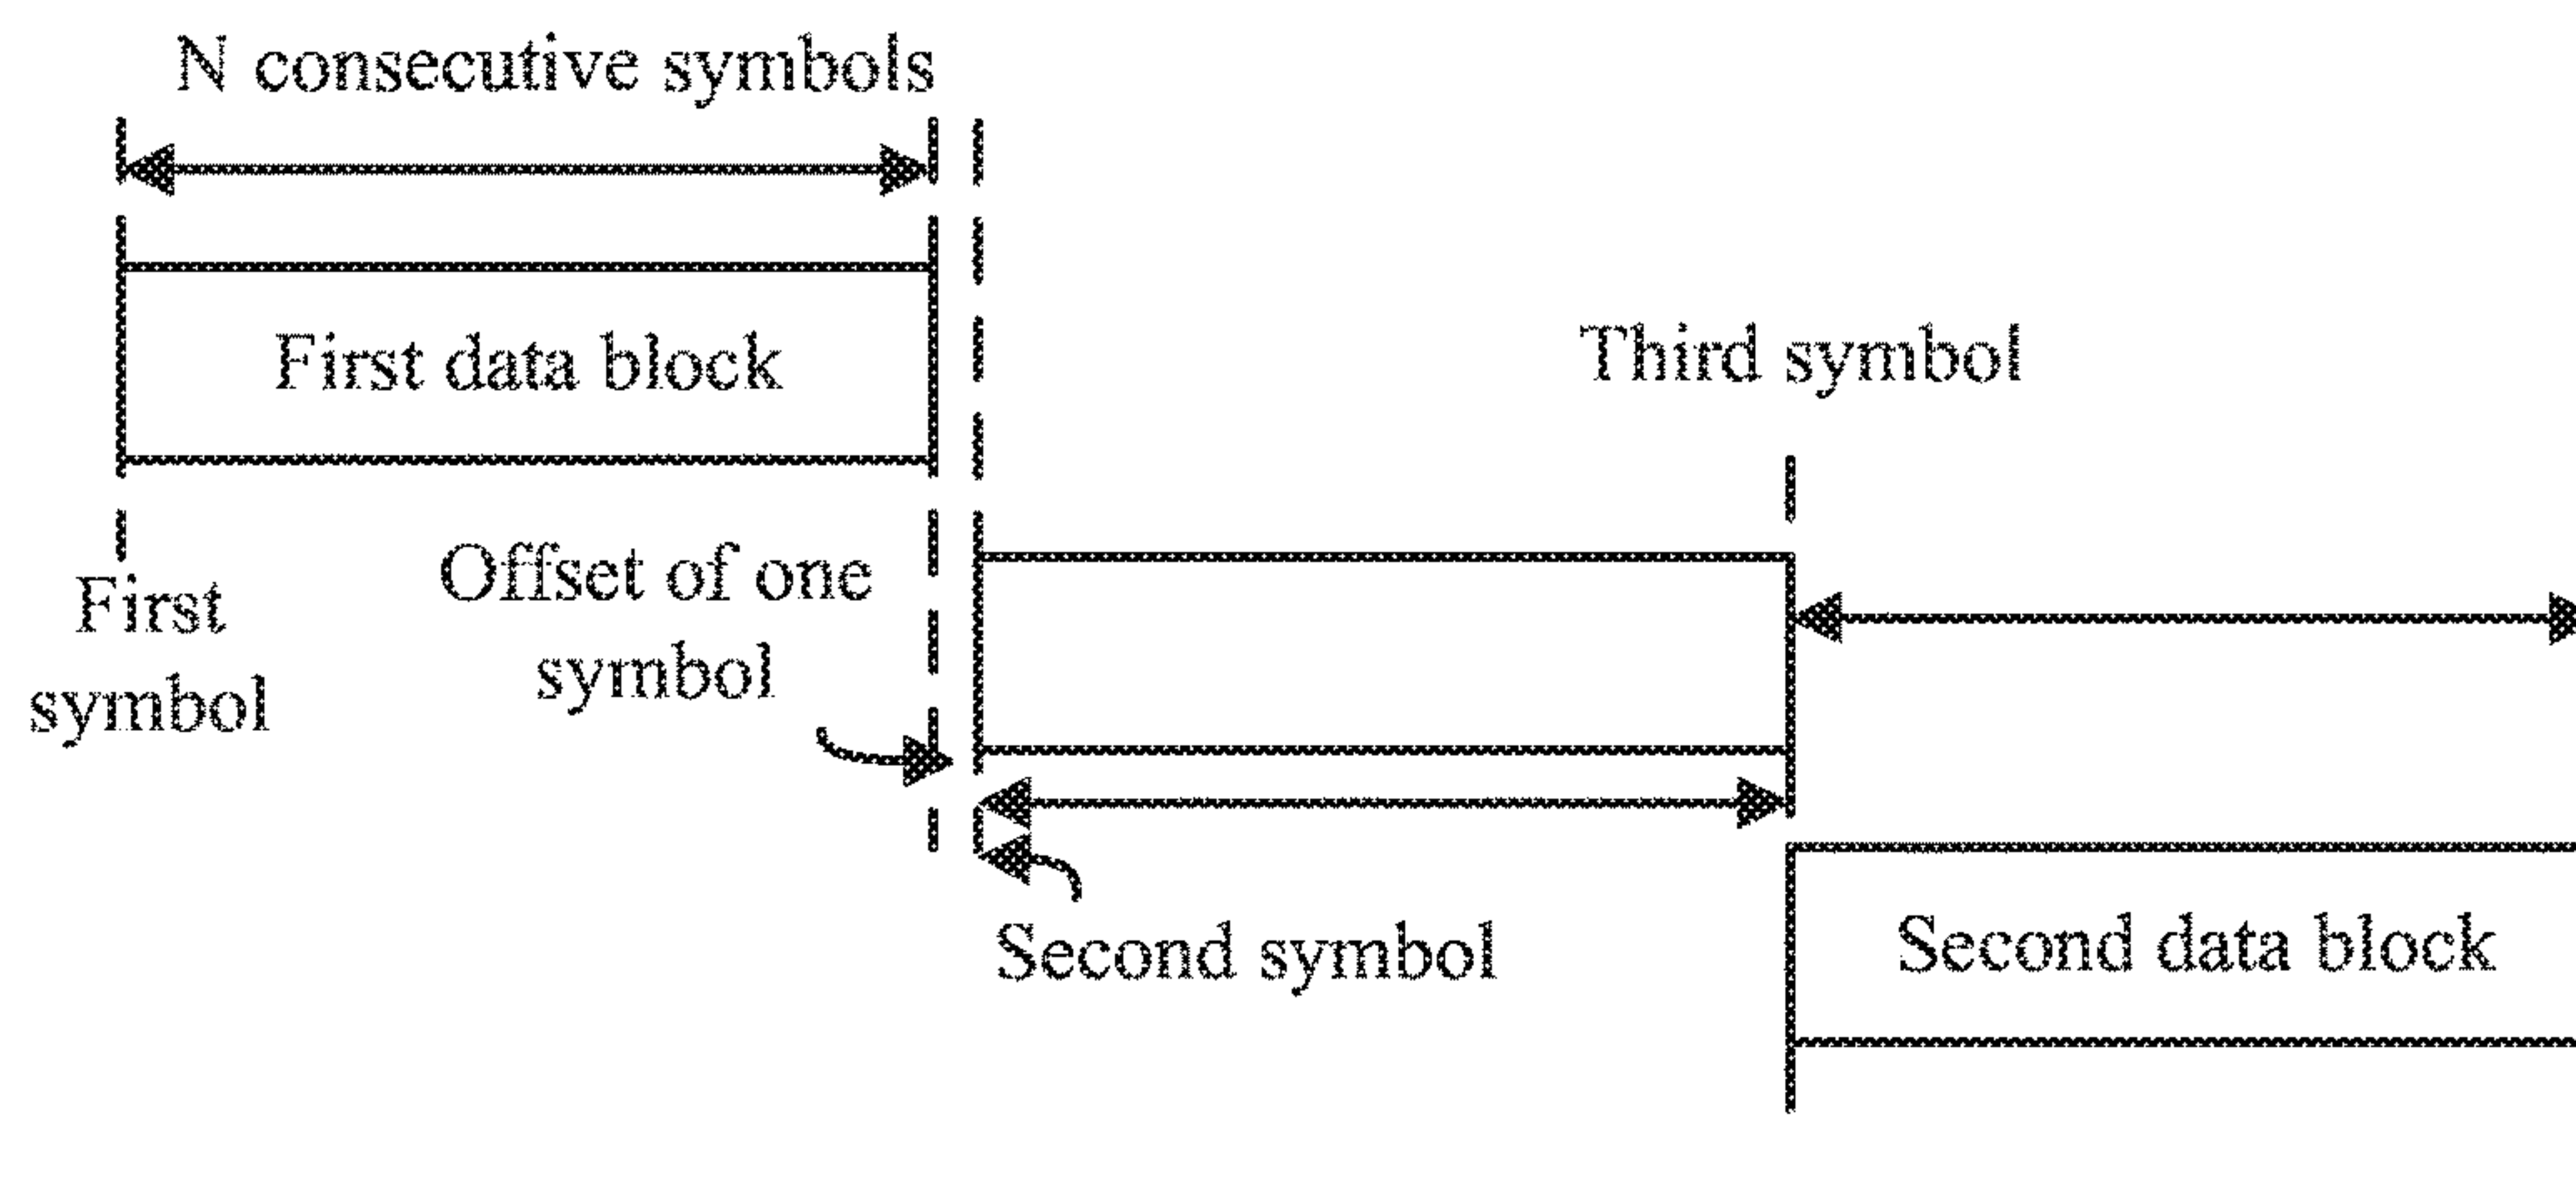 N consecutive symbols
First data block
Third symbol
Offset of one
symbol
First
symbol
Second symbol
Second data block